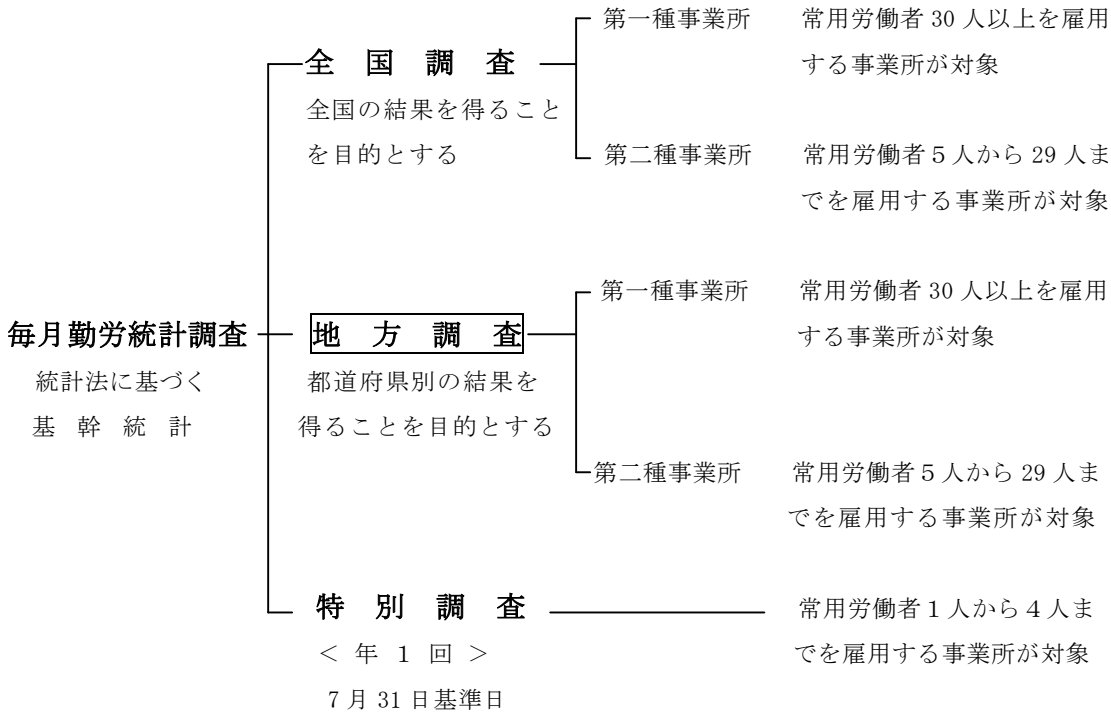 第一種事業所　常用労働者 30 人以上を雇用
する事業所が対象
全　国　調　査
全国の結果を得ること
を目的とする
第二種事業所　常用労働者５人から 29 人ま
でを雇用する事業所が対象
毎月勤労統計調査
統計法に基づく
基　幹　統　計
地　方　調　査
都道府県別の結果を
得ることを目的とする
第一種事業所　常用労働者 30 人以上を雇用
する事業所が対象
第二種事業所　常用労働者５人から 29 人ま
でを雇用する事業所が対象
特　別　調　査
＜ 年 １ 回 ＞
７月 31 日基準日
常用労働者１人から４人ま
でを雇用する事業所が対象